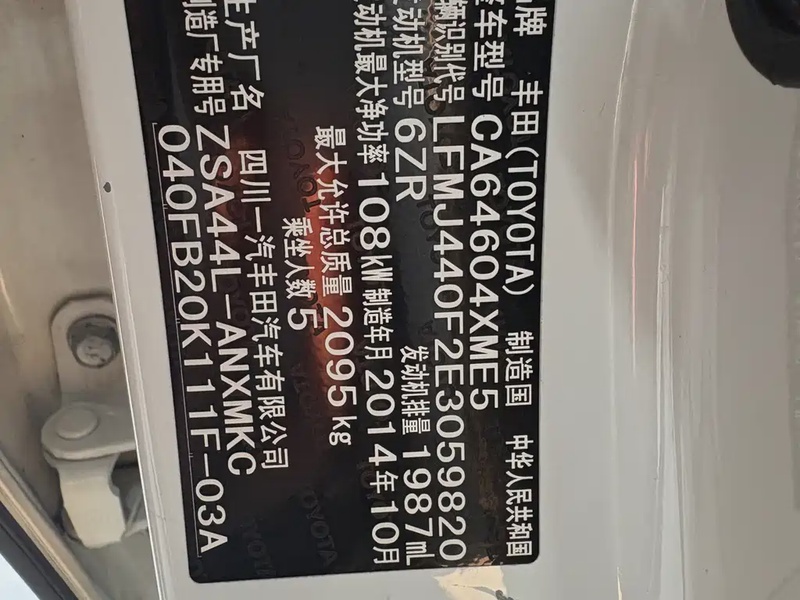 品牌 丰田(TOYOTA) 制造国 中华人民共和国
整车型号 CA64604XME5
车辆识别代号 LFMJ440F2E3059820
发动机型号 6ZR 发动机排量 1987mL
发动机最大净功率 108kW 制造年月 2014年10月
最大允许总质量 2095kg
乘坐人数 5
生产厂名 四川一汽丰田汽车有限公司
制造厂专用号 ZSA44L-ANXMKC
040FB20K111F-03A